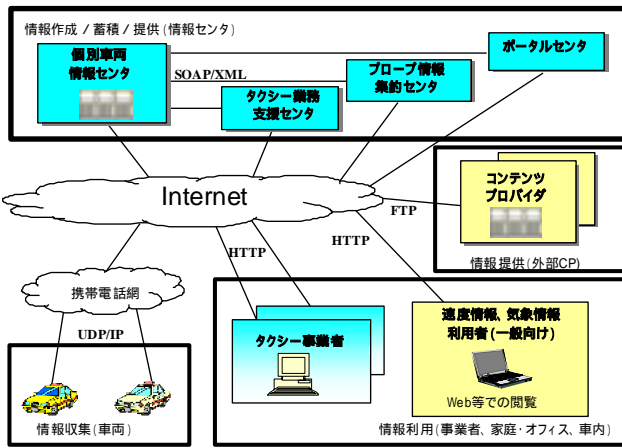 情報作成 / 蓄積 / 提供 (情報センタ)
個別車両
情報センタ
SOAP/XML
タクシー業務
支援センタ
プローブ情報
集約センタ
ポータルセンタ
Internet
コンテンツ
プロバイダ
FTP
情報提供 (外部CP)
HTTP
HTTP
携帯電話網
UDP/IP
情報収集 (車両)
タクシー事業者
速度情報、気象情報
利用者 (一般向け)
Web等での閲覧
情報利用 (事業者、家庭・オフィス、車内)